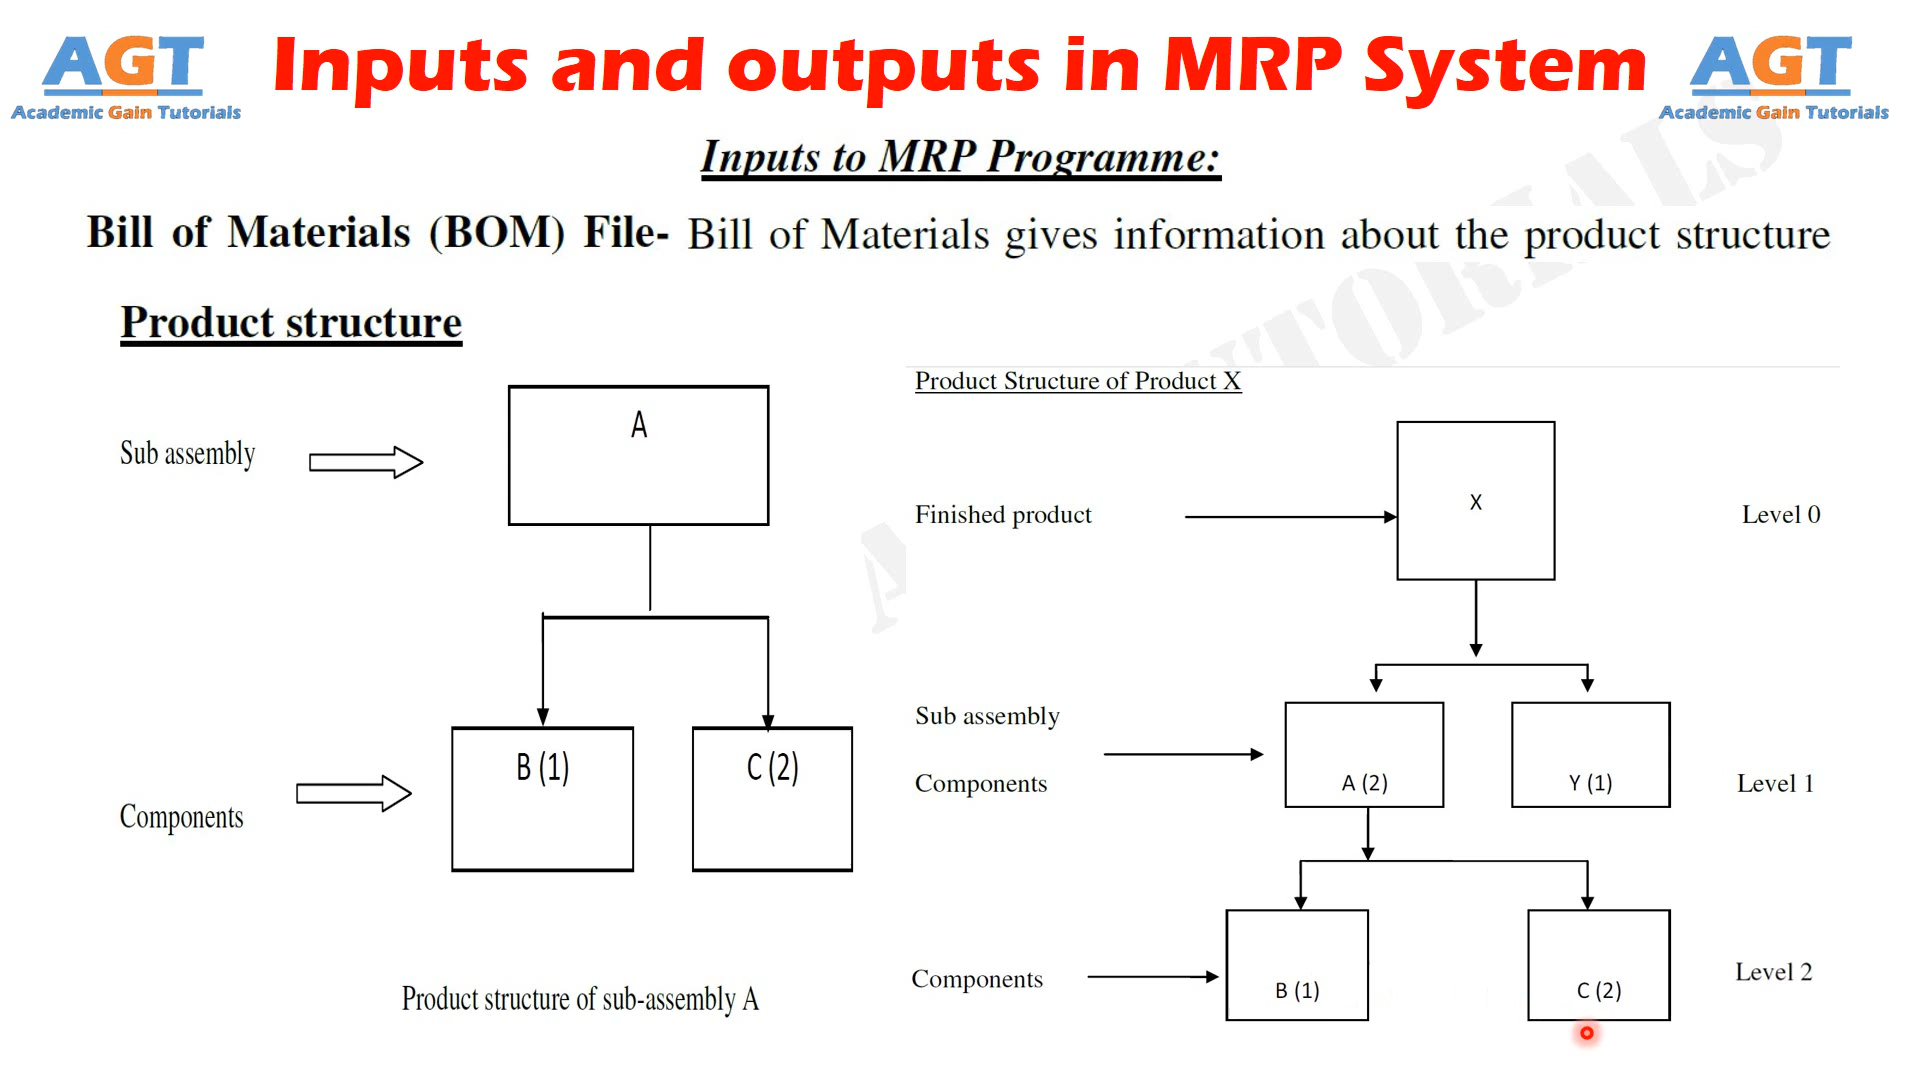 AGT
Academic Gain Tutorials
Inputs and outputs in MRP System
AGT
Academic Gain Tutorials
Inputs to MRP Programme:
Bill of Materials (BOM) File- Bill of Materials gives information about the product structure
Product structure
Sub assembly
A
B (1)
C (2)
Components
Product structure of sub-assembly A
Product Structure of Product X
Finished product
X
Level 0
Sub assembly
Components
A (2)
Y (1)
Level 1
Components
B (1)
C (2)
Level 2